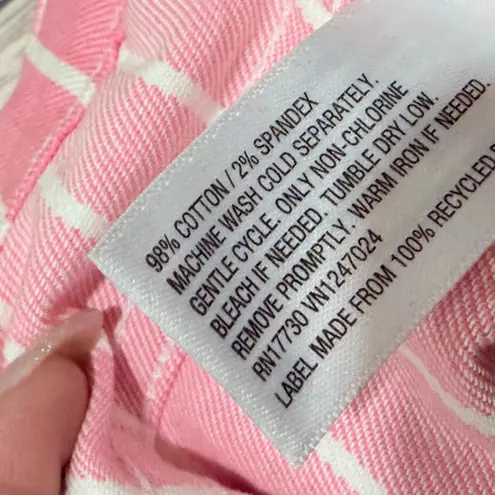 98% COTTON / 2% SPANDEX
MACHINE WASH COLD SEPARATELY.
GENTLE CYCLE. ONLY NON-CHLORINE
BLEACH IF NEEDED. TUMBLE DRY LOW.
REMOVE PROMPTLY. WARM IRON IF NEEDED.
RN17730 VN1247024
LABEL MADE FROM 100% RECYCLED